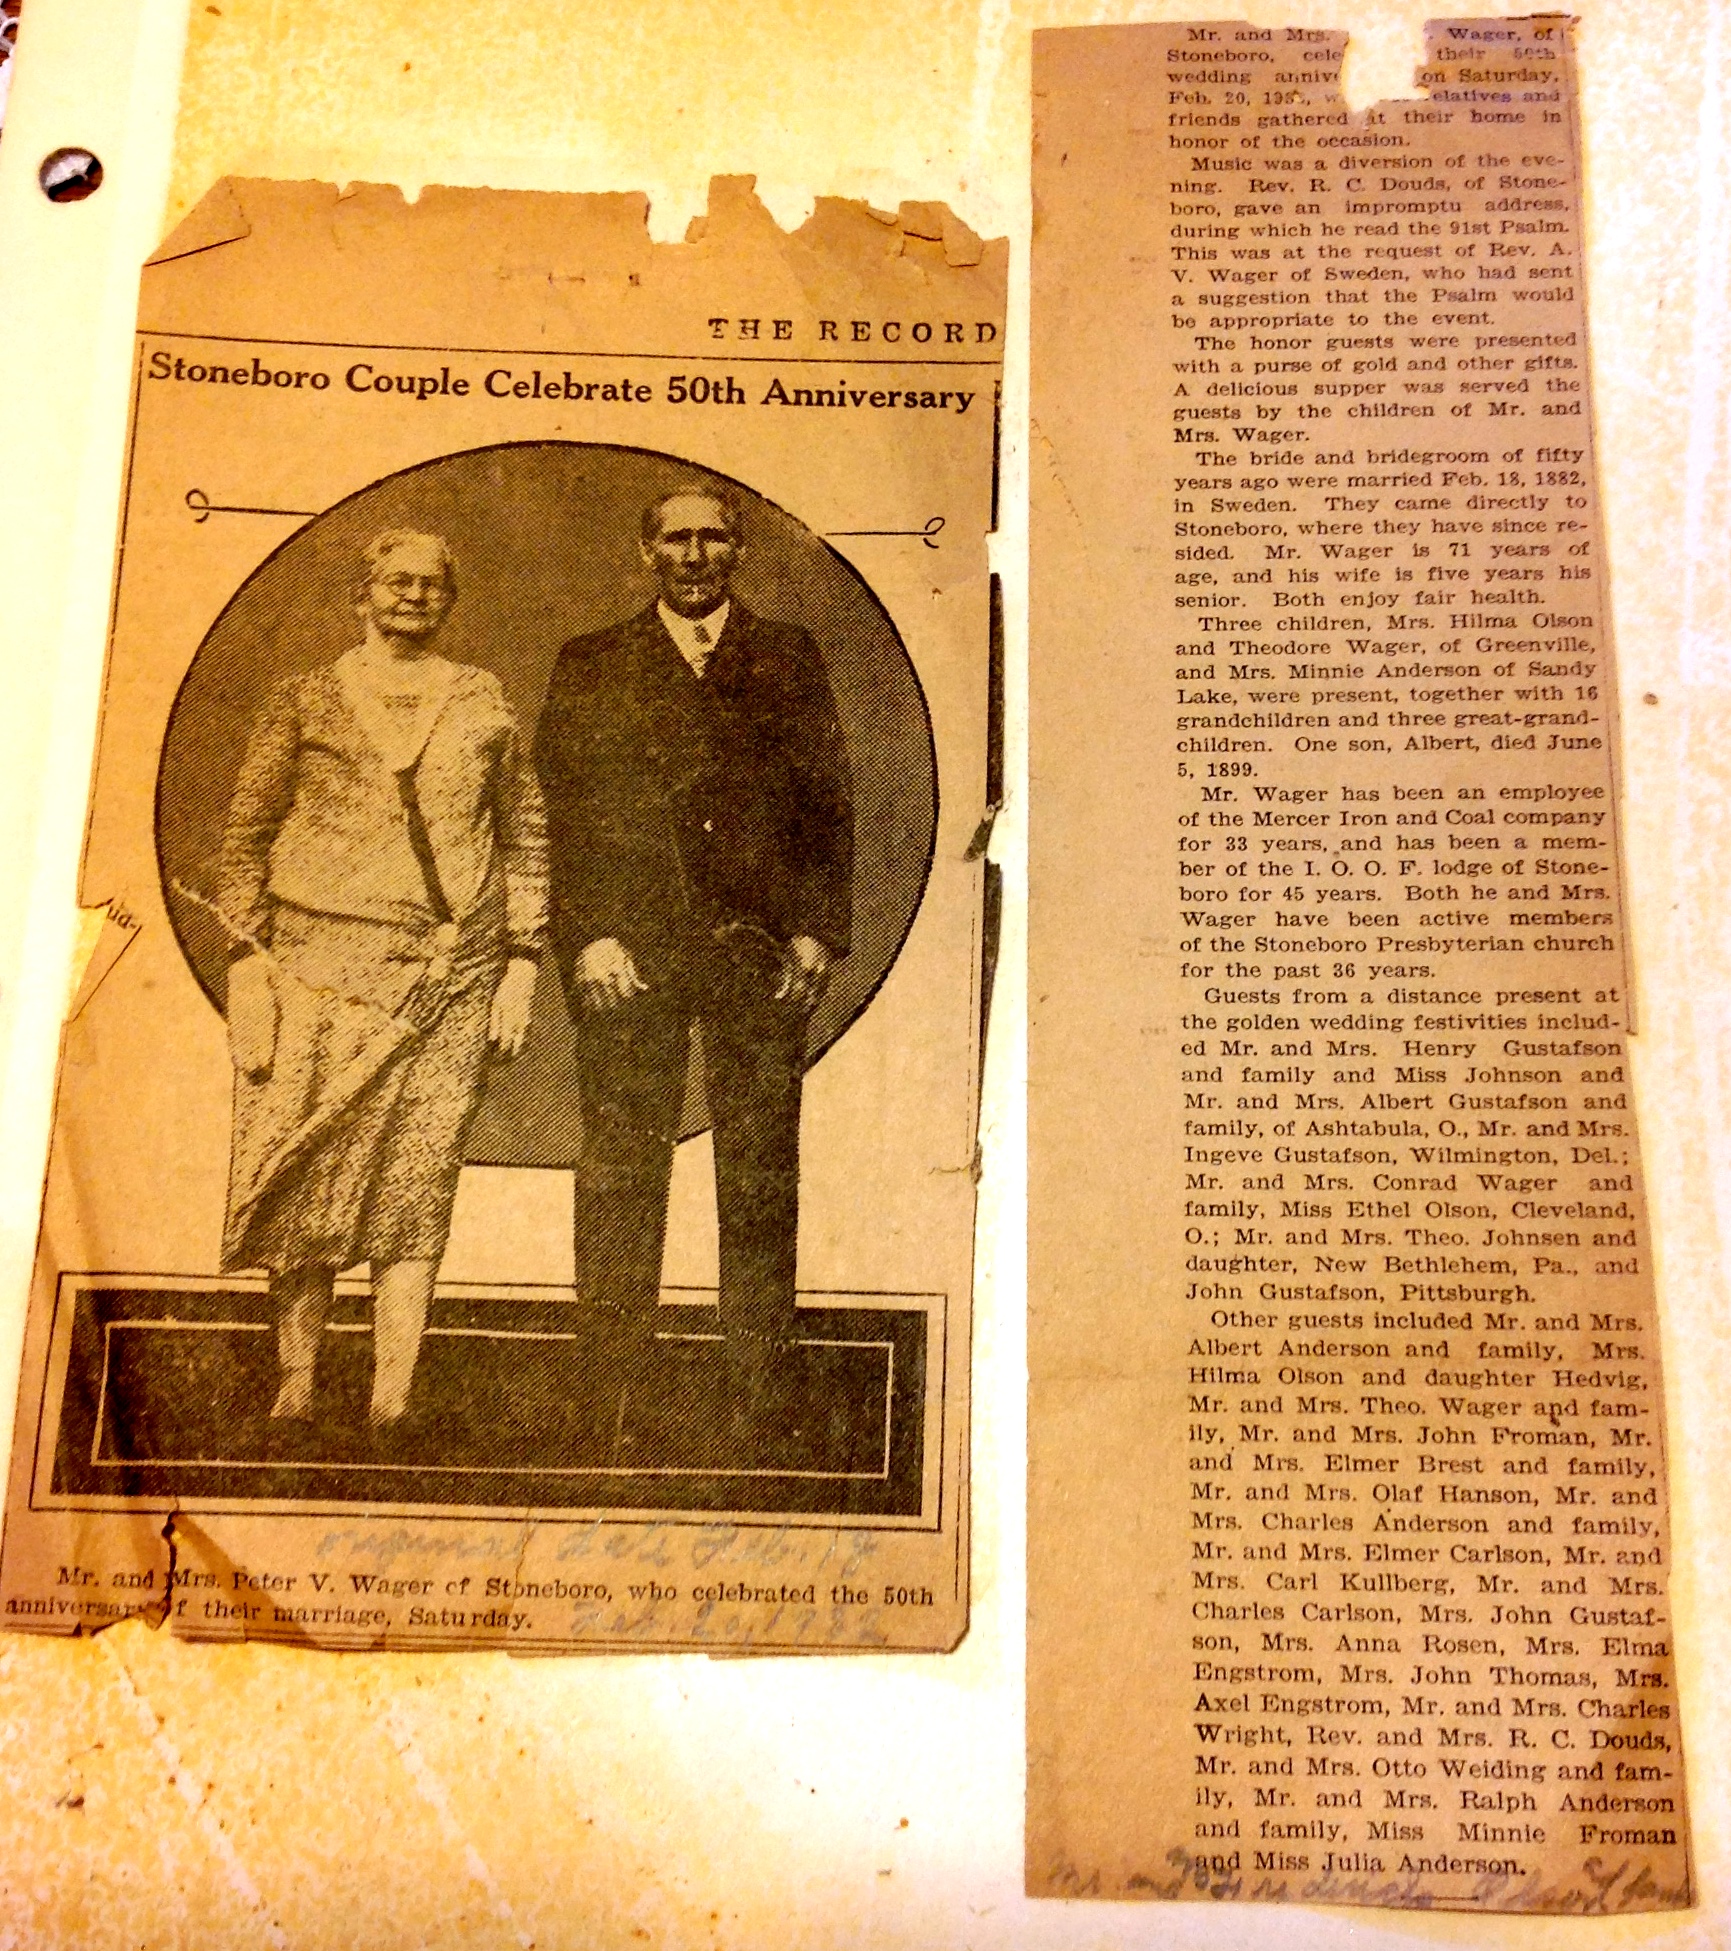 THE RECORD
Stoneboro Couple Celebrate 50th Anniversary
Mr. and Mrs. Peter V. Wager of Stoneboro, who celebrated the 50th
anniversary of their marriage, Saturday.
Feb. 20, 1932
Mr. and Mrs. Wager, of
Stoneboro, cele their 50th
wedding anniv on Saturday,
Feb. 20, relatives and
friends gathered at their home in
honor of the occasion.
Music was a diversion of the eve-
ning. Rev. R. C. Douds, of Stone-
boro, gave an impromptu address,
during which he read the 91st Psalm.
This was at the request of Rev. A.
V. Wager of Sweden, who had sent
a suggestion that the Psalm would
be appropriate to the event.
The honor guests were presented
with a purse of gold and other gifts.
A delicious supper was served the
guests by the children of Mr. and
Mrs. Wager.
The bride and bridegroom of fifty
years ago were married Feb. 18, 1882,
in Sweden. They came directly to
Stoneboro, where they have since re-
sided. Mr. Wager is 71 years of
age, and his wife is five years his
senior. Both enjoy fair health.
Three children, Mrs. Hilma Olson
and Theodore Wager, of Greenville,
and Mrs. Minnie Anderson of Sandy
Lake, were present, together with 16
grandchildren and three great-grand-
children. One son, Albert, died June
5, 1899.
Mr. Wager has been an employee
of the Mercer Iron and Coal company
for 33 years, and has been a mem-
ber of the I. O. O. F. lodge of Stone-
boro for 45 years. Both he and Mrs.
Wager have been active members
of the Stoneboro Presbyterian church
for the past 36 years.
Guests from a distance present at
the golden wedding festivities includ-
ed Mr. and Mrs. Henry Gustafson
and family and Miss Johnson and
Mr. and Mrs. Albert Gustafson and
family, of Ashtabula, O., Mr. and Mrs.
Ingeve Gustafson, Wilmington, Del.;
Mr. and Mrs. Conrad Wager and
family, Miss Ethel Olson, Cleveland,
O.; Mr. and Mrs. Theo. Johnsen and
daughter, New Bethlehem, Pa., and
John Gustafson, Pittsburgh.
Other guests included Mr. and Mrs.
Albert Anderson and family, Mrs.
Hilma Olson and daughter Hedvig,
Mr. and Mrs. Theo. Wager and fam-
ily, Mr. and Mrs. John Froman, Mr.
and Mrs. Elmer Brest and family,
Mr. and Mrs. Olaf Hanson, Mr. and
Mrs. Charles Anderson and family,
Mr. and Mrs. Elmer Carlson, Mr. and
Mrs. Carl Kullberg, Mr. and Mrs.
Charles Carlson, Mrs. John Gustaf-
son, Mrs. Anna Rosen, Mrs. Elma
Engstrom, Mrs. John Thomas, Mrs.
Axel Engstrom, Mr. and Mrs. Charles
Wright, Rev. and Mrs. R. C. Douds,
Mr. and Mrs. Otto Weiding and fam-
ily, Mr. and Mrs. Ralph Anderson
and family, Miss Minnie Froman
and Miss Julia Anderson.
Mr. and Mrs.